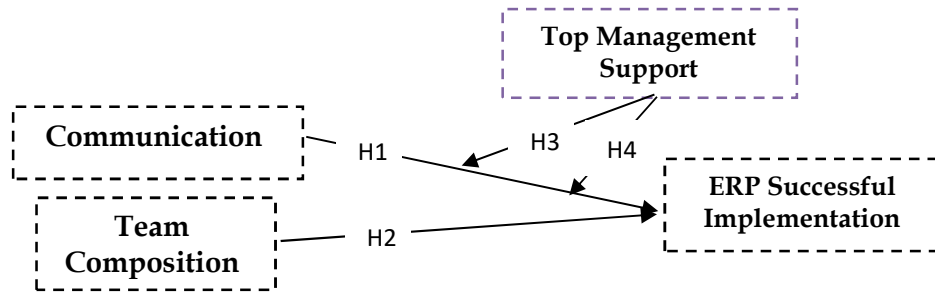 Top Management
Support
Communication
H1
H3
H4
ERP Successful
Implementation
Team
Composition
H2